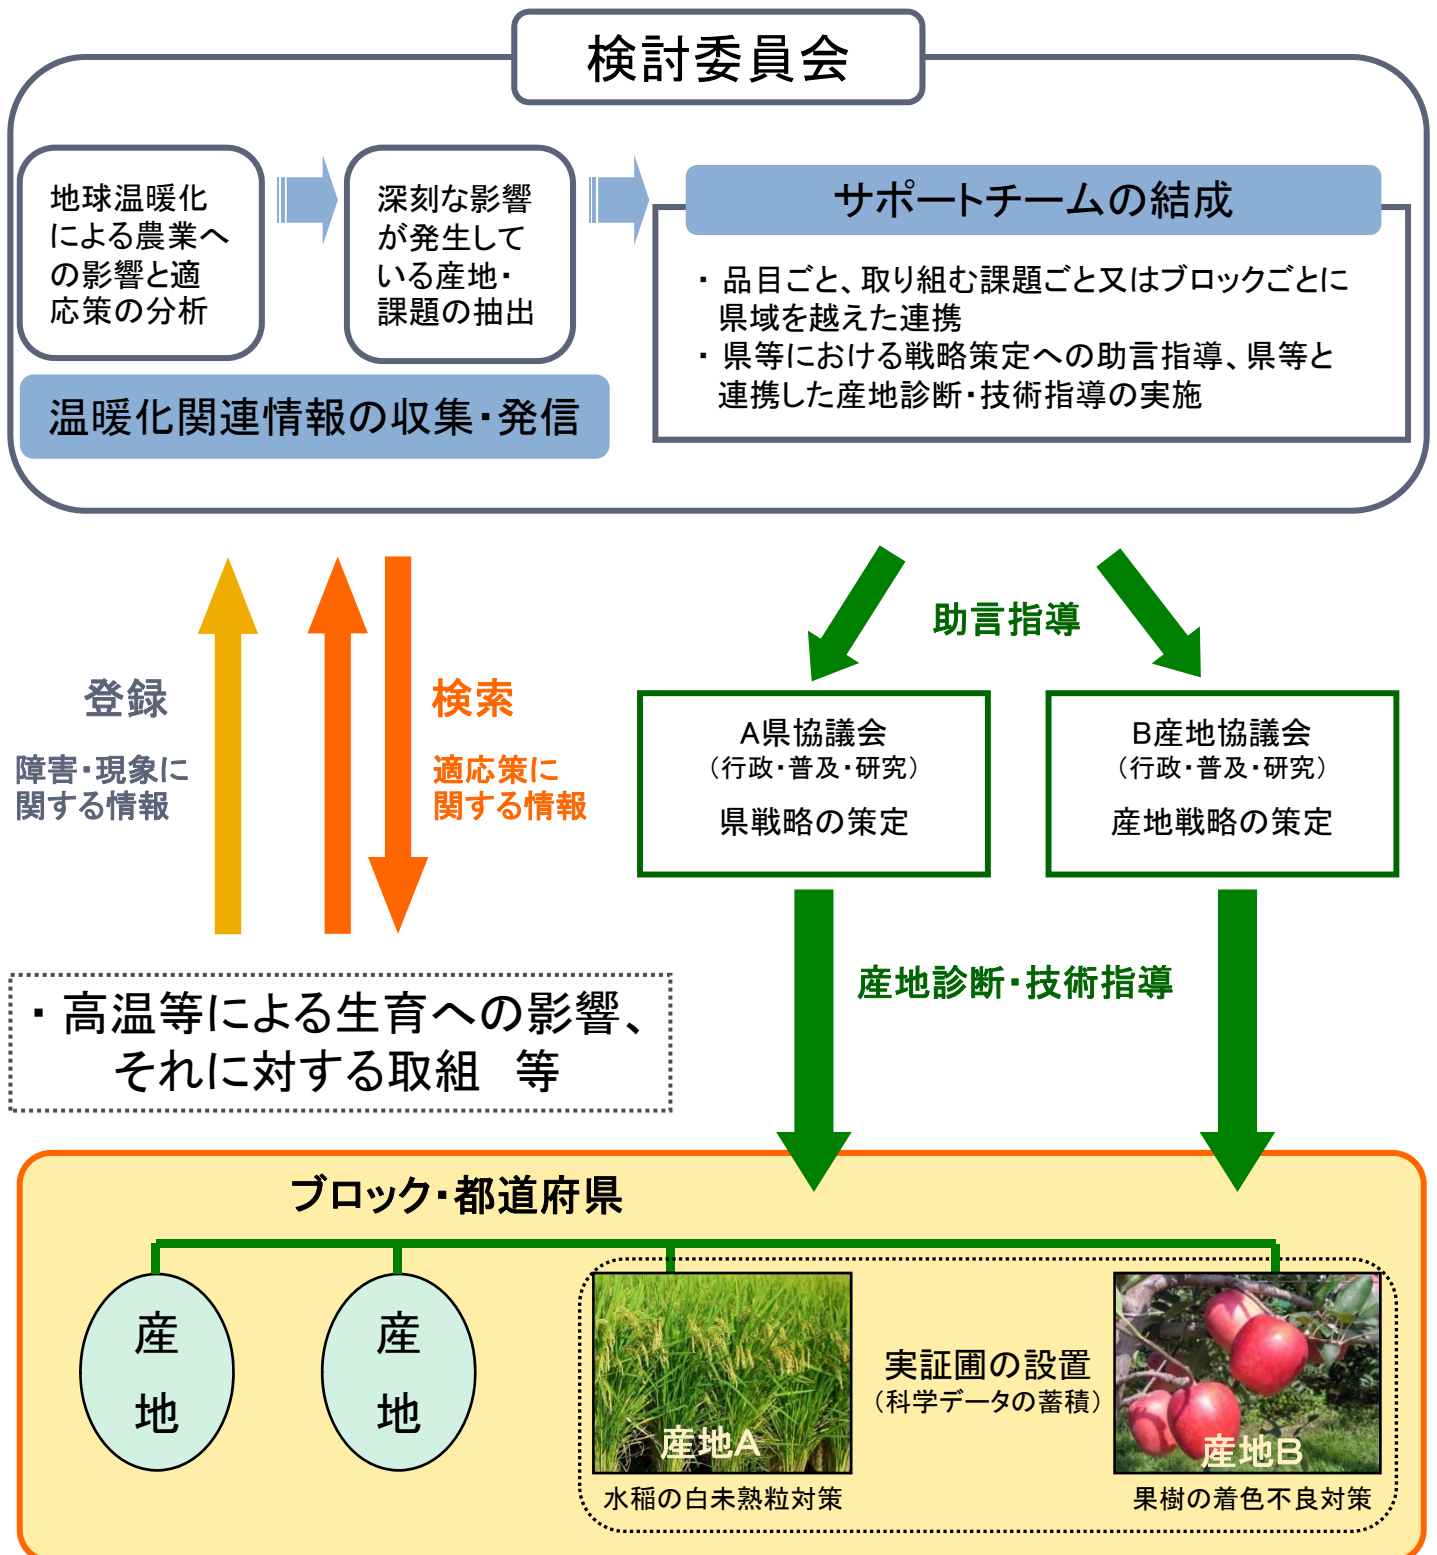 検討委員会
地球温暖化
による農業へ
の影響と適
応策の分析
深刻な影響
が発生して
いる産地・
課題の抽出
温暖化関連情報の収集・発信
サポートチームの結成
・ 品目ごと、取り組む課題ごと又はブロックごとに
県域を越えた連携
・ 県等における戦略策定への助言指導、県等と
連携した産地診断・技術指導の実施
登録
障害・現象に
関する情報
検索
適応策に
関する情報
助言指導
A県協議会
（行政・普及・研究）
県戦略の策定
B産地協議会
（行政・普及・研究）
産地戦略の策定
産地診断・技術指導
・高温等による生育への影響、
それに対する取組　等
ブロック・都道府県
産地
産地
産地A
水稲の白未熟粒対策
実証圃の設置
（科学データの蓄積）
産地B
果樹の着色不良対策